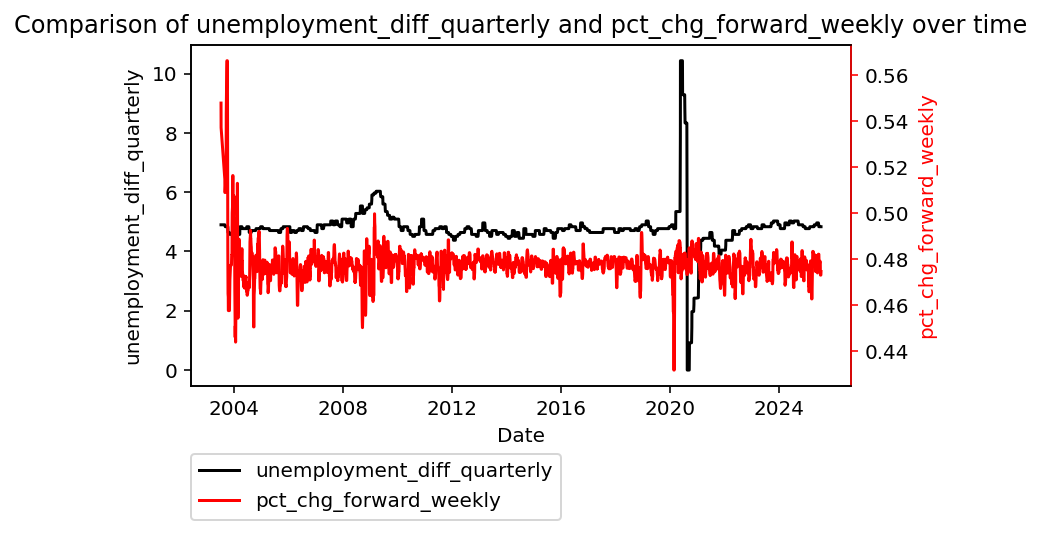 Comparison of unemployment_diff_quarterly and pct_chg_forward_weekly over time
unemployment_diff_quarterly
10
8
6
4
2
0
0.56
0.54
0.52
0.50
0.48
0.46
0.44
pct_chg_forward_weekly
2004 2008 2012 2016 2020 2024
Date
unemployment_diff_quarterly
pct_chg_forward_weekly